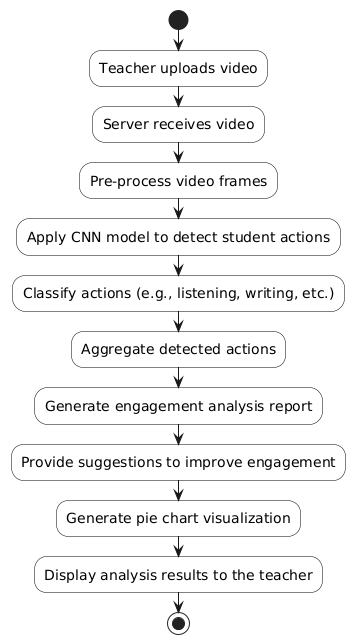 Teacher uploads video
Server receives video
Pre-process video frames
Apply CNN model to detect student actions
Classify actions (e.g., listening, writing, etc.)
Aggregate detected actions
Generate engagement analysis report
Provide suggestions to improve engagement
Generate pie chart visualization
Display analysis results to the teacher